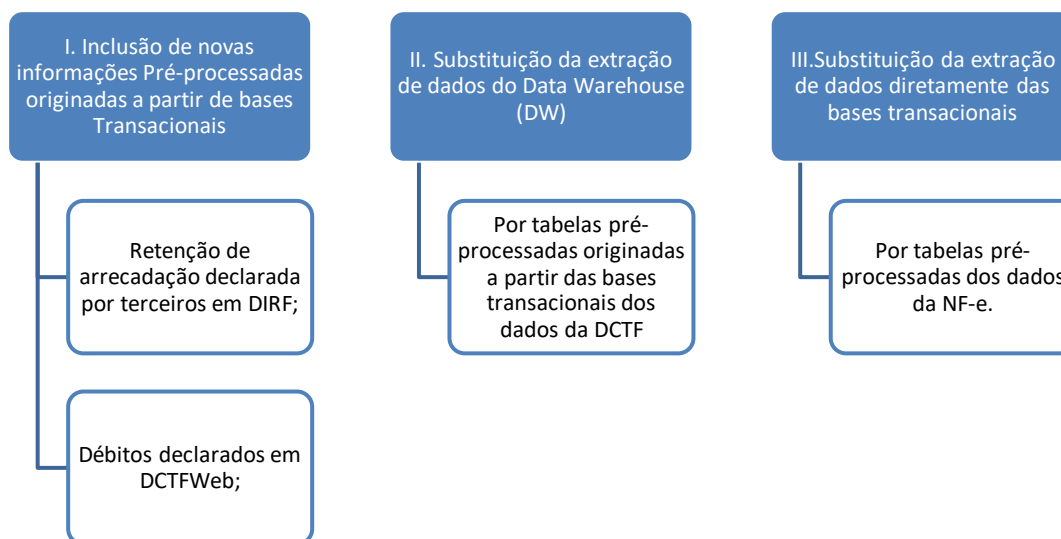 I. Inclusão de novas
informações Pré-processadas
originadas a partir de bases
Transacionais
Retenção de
arrecadação declarada
por terceiros em DIRF;
Débitos declarados em
DCTFWeb;
II. Substituição da extração
de dados do Data Warehouse
(DW)
Por tabelas pré-
processadas originadas
a partir das bases
transacionais dos
dados da DCTF
III.Substituição da extração
de dados diretamente das
bases transacionais
Por tabelas pré-
processadas dos dados
da NF-e.